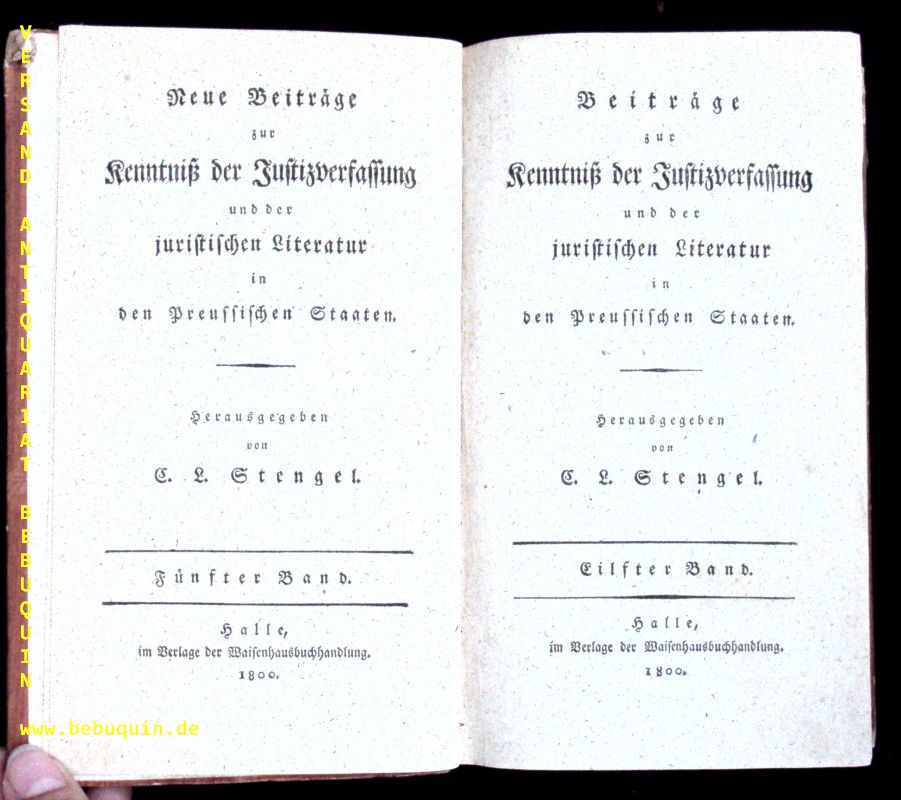 Neue Beiträge
zur
Kenntniß der Justizverfassung
und der
juristischen Literatur
in
den Preussischen Staaten.
Herausgegeben
von
C. L. Stengel.
Fünfter Band.
Halle,
im Verlage der Waisenhausbuchhandlung.
1800.
Beiträge
zur
Kenntniß der Justizverfassung
und der
juristischen Literatur
in
den Preussischen Staaten.
Herausgegeben
von
C. L. Stengel.
Eilfter Band.
Halle,
im Verlage der Waisenhausbuchhandlung.
1800.
VERSAND ANTIQUARIAT BEBUQUIN
www.bebuquin.de